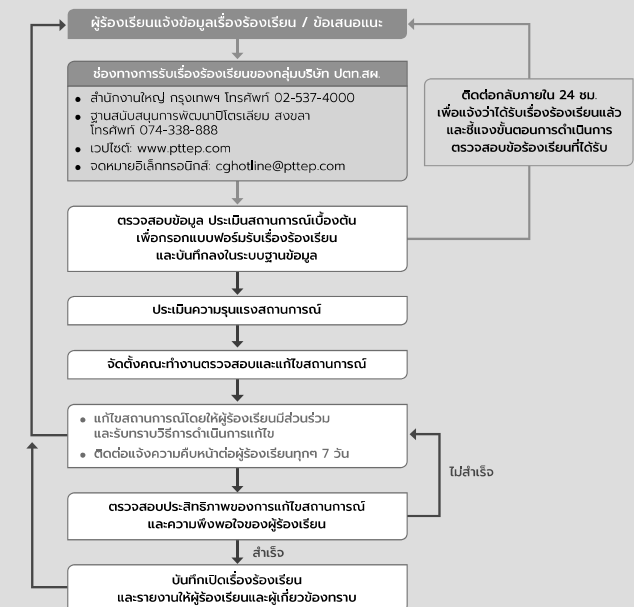 ผู้ร้องเรียนแจ้งข้อมูลเรื่องร้องเรียน / ข้อเสนอแนะ
ช่องทางการรับเรื่องร้องเรียนของกลุ่มบริษัท ปตท.สผ.
• สำนักงานใหญ่ กรุงเทพฯ โทรศัพท์ 02-537-4000
• ฐานสนับสนุนการพัฒนาปิโตรเลียม สงขลา
โทรศัพท์ 074-338-888
• เวปไซต์: www.pttep.com
• จดหมายอิเล็กทรอนิกส์: cghotline@pttep.com
ติดต่อกลับภายใน 24 ชม.
เพื่อแจ้งว่าได้รับเรื่องร้องเรียนแล้ว
และชี้แจงขั้นตอนการดำเนินการ
ตรวจสอบข้อร้องเรียนที่ได้รับ
ตรวจสอบข้อมูล ประเมินสถานการณ์เบื้องต้น
เพื่อกรอกแบบฟอร์มรับเรื่องร้องเรียน
และบันทึกลงในระบบฐานข้อมูล
ประเมินความรุนแรงสถานการณ์
จัดตั้งคณะทำงานตรวจสอบและแก้ไขสถานการณ์
• แก้ไขสถานการณ์โดยให้ผู้ร้องเรียนมีส่วนร่วม
และรับทราบวิธีการดำเนินการแก้ไข
• ติดต่อแจ้งความคืบหน้าต่อผู้ร้องเรียนทุกๆ 7 วัน
ไม่สำเร็จ
ตรวจสอบประสิทธิภาพของการแก้ไขสถานการณ์
และความพึงพอใจของผู้ร้องเรียน
สำเร็จ
บันทึกเปิดเรื่องร้องเรียน
และรายงานให้ผู้ร้องเรียนและผู้เกี่ยวข้องทราบ